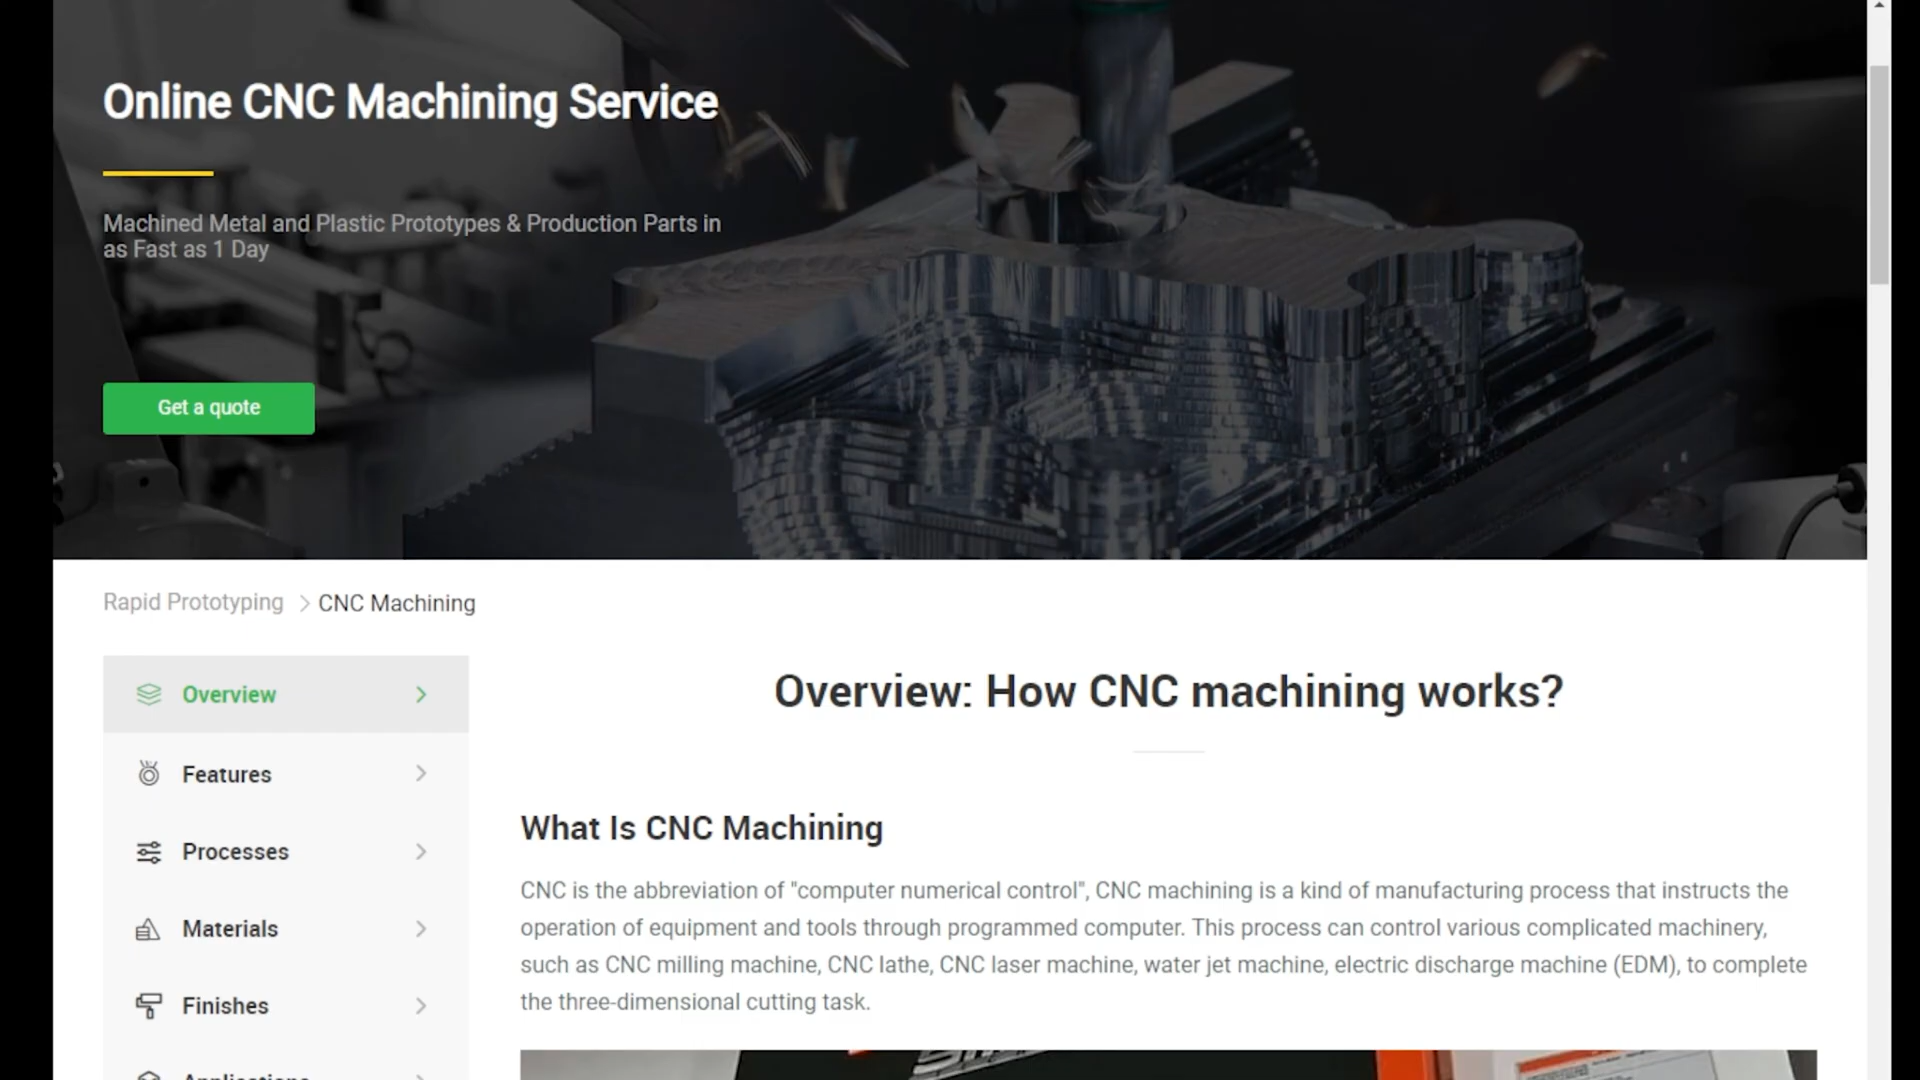 Online CNC Machining Service
Machined Metal and Plastic Prototypes & Production Parts in
as Fast as 1 Day
Get a quote
Rapid Prototyping > CNC Machining
Overview
Features
Processes
Materials
Finishes
Applications
Overview: How CNC machining works?
What Is CNC Machining
CNC is the abbreviation of "computer numerical control", CNC machining is a kind of manufacturing process that instructs the
operation of equipment and tools through programmed computer. This process can control various complicated machinery,
such as CNC milling machine, CNC lathe, CNC laser machine, water jet machine, electric discharge machine (EDM), to complete
the three-dimensional cutting task.